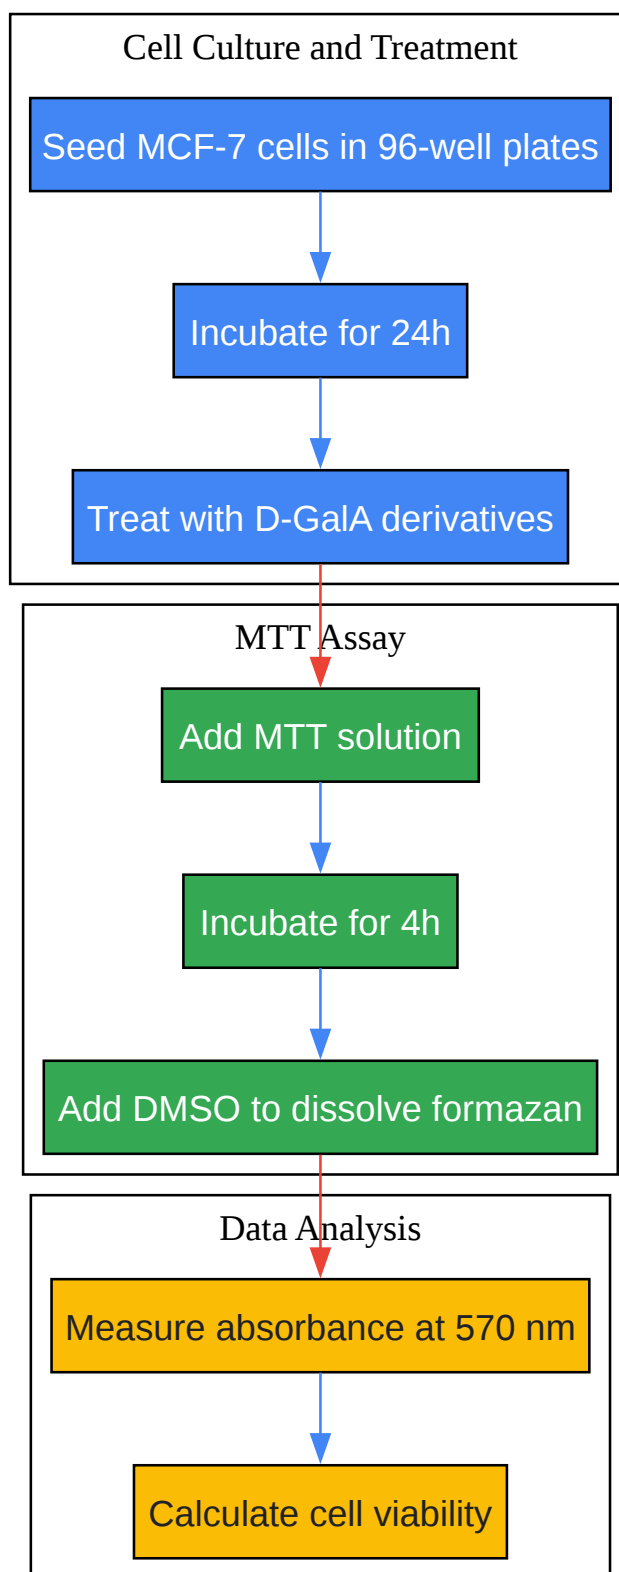 Cell Culture and Treatment
Seed MCF-7 cells in 96-well plates
Incubate for 24h
Treat with D-GalA derivatives
MTT Assay
Add MTT solution
Incubate for 4h
Add DMSO to dissolve formazan
Data Analysis
Measure absorbance at 570 nm
Calculate cell viability